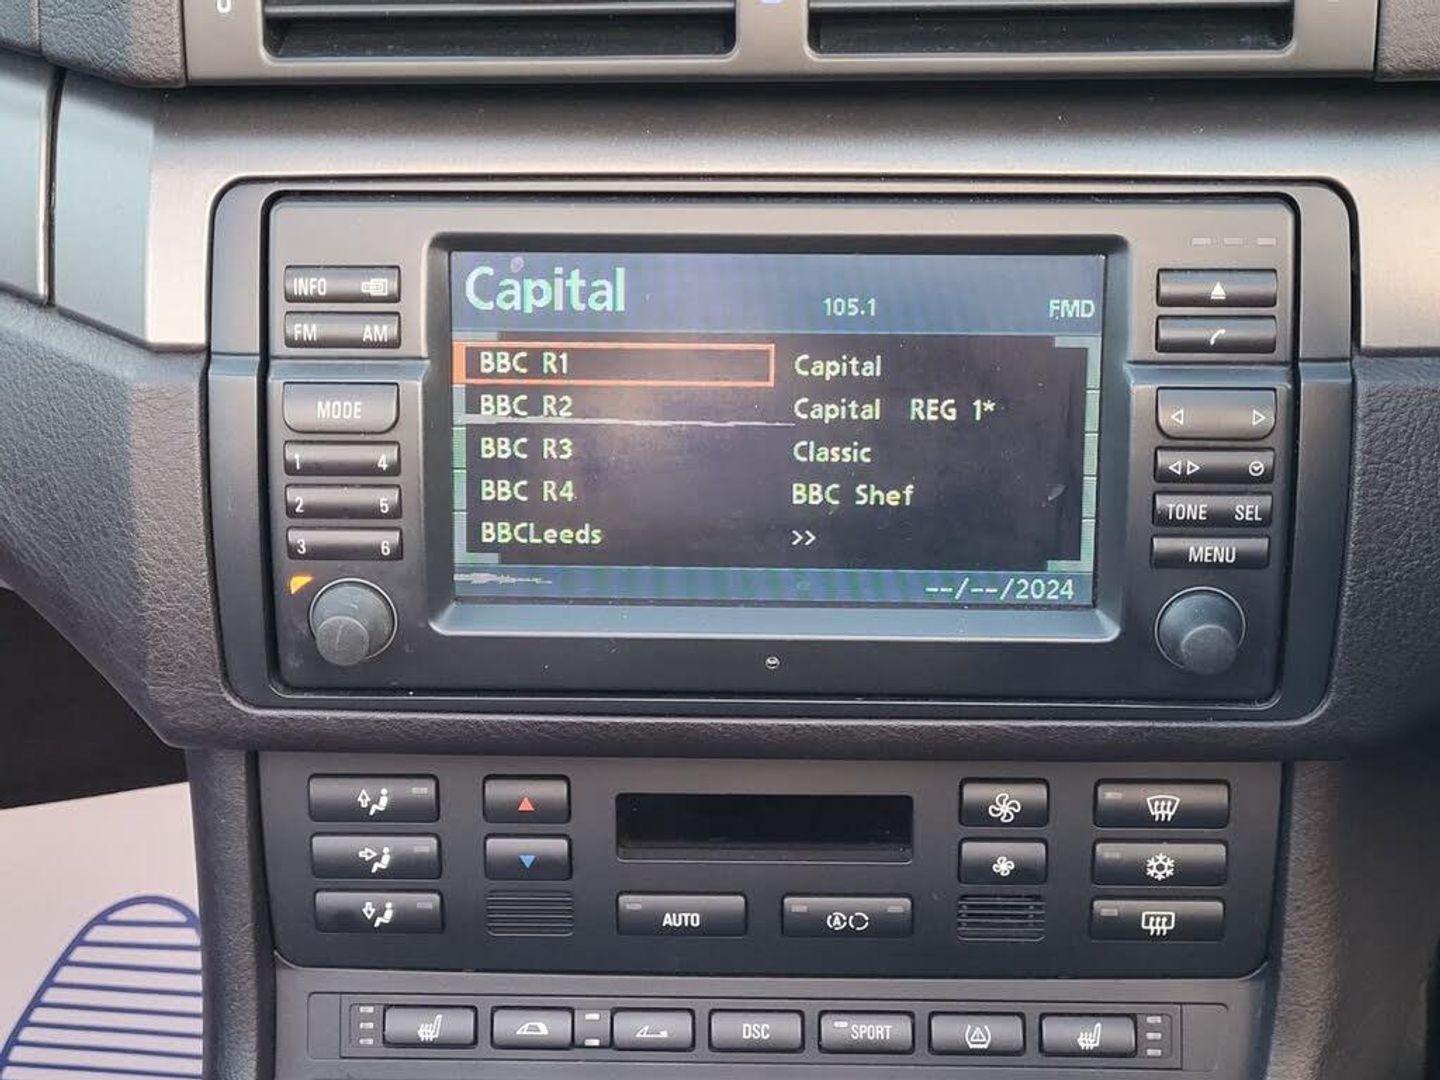 Capital 105.1 FMD
BBC R1 Capital
BBC R2 Capital REG 1*
BBC R3 Classic
BBC R4 BBC Shef
BBCLeeds >>
--/--/2024
INFO
FM AM
MODE
1 4
2 5
3 6
TONE SEL
MENU
AUTO
A
DSC
SPORT